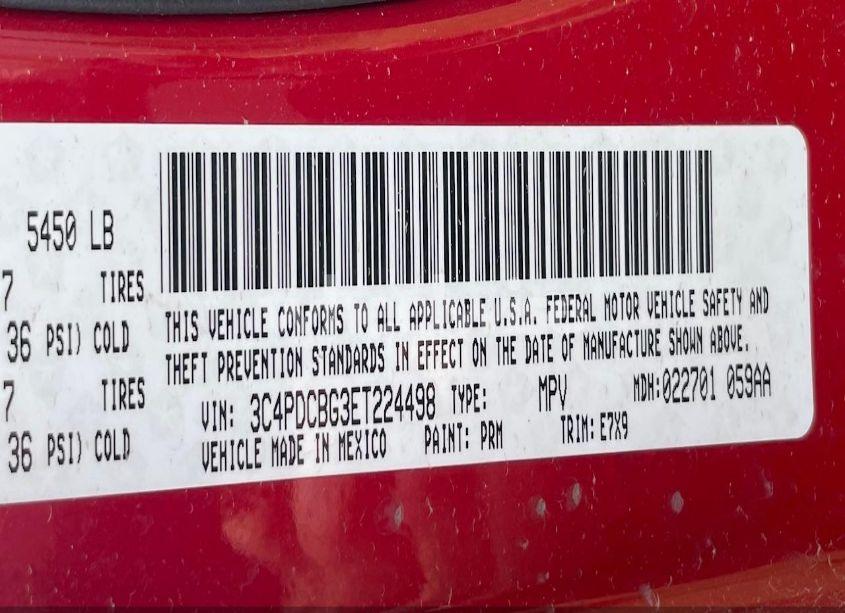 5450 LB
7 TIRES
36 PSI) COLD
7 TIRES
36 PSI) COLD
THIS VEHICLE CONFORMS TO ALL APPLICABLE U.S.A. FEDERAL MOTOR VEHICLE SAFETY AND
THEFT PREVENTION STANDARDS IN EFFECT ON THE DATE OF MANUFACTURE SHOWN ABOVE.
VIN: 3C4PDCBG3ET224498 TYPE: MPV MDH:022701 059AA
VEHICLE MADE IN MEXICO PAINT: PRM TRIM: E7X9